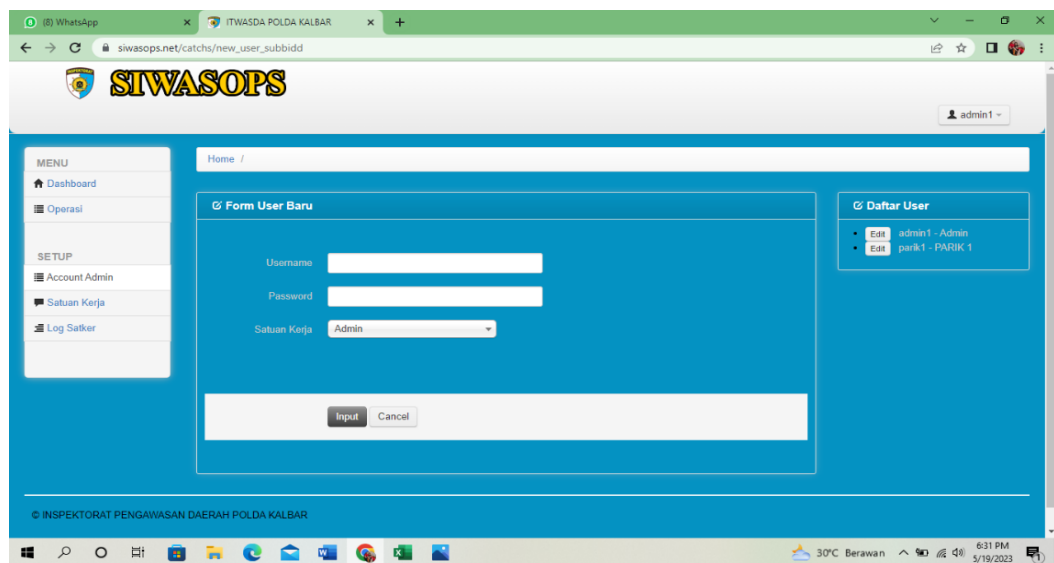 (8) WhatsApp
ITWASDA POLDA KALBAR
siwasops.net/catchs/new_user_subbidd
SIWASOPS
admin1
MENU
Dashboard
Operasi
SETUP
Account Admin
Satuan Kerja
Log Satker
Home /
Form User Baru
Username
Password
Satuan Kerja Admin
Input Cancel
Daftar User
Edit admin1 - Admin
Edit parik1 - PARIK 1
© INSPEKTORAT PENGAWASAN DAERAH POLDA KALBAR
30°C Berawan
6:31 PM
5/19/2023